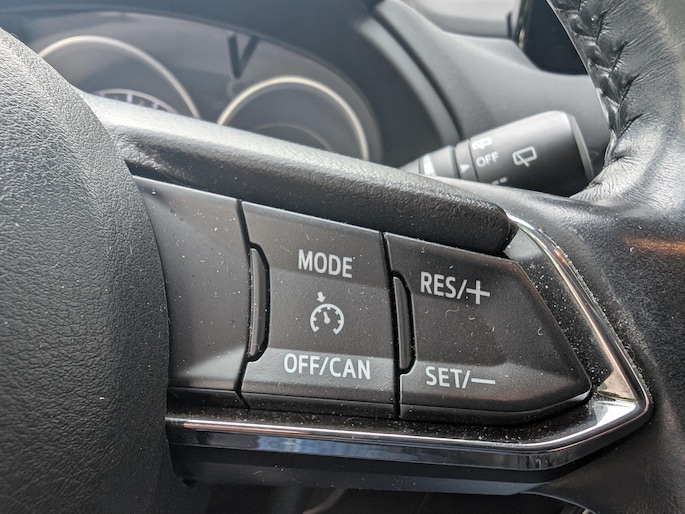 OFF
MODE
RES/+
OFF/CAN
SET/—